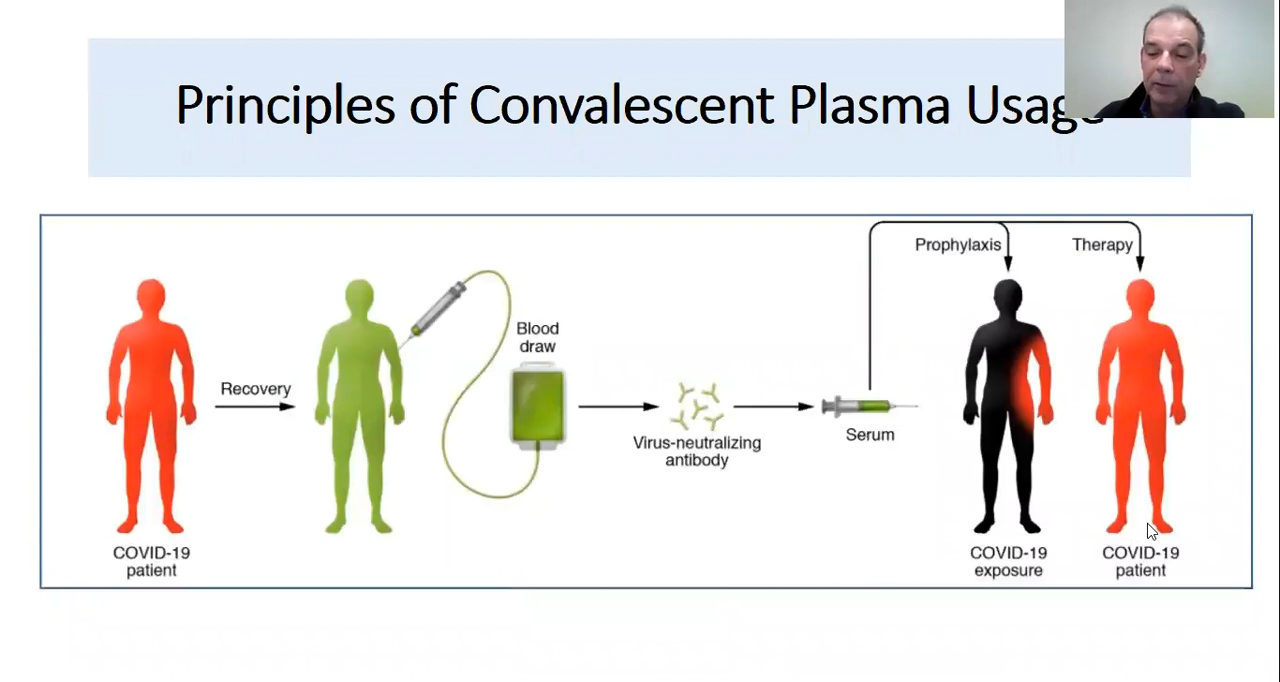 Principles of Convalescent Plasma Usage
Prophylaxis
Therapy
Blood
draw
Recovery
Serum
Virus-neutralizing
antibody
COVID-19
patient
COVID-19
exposure
COVID-19
patient